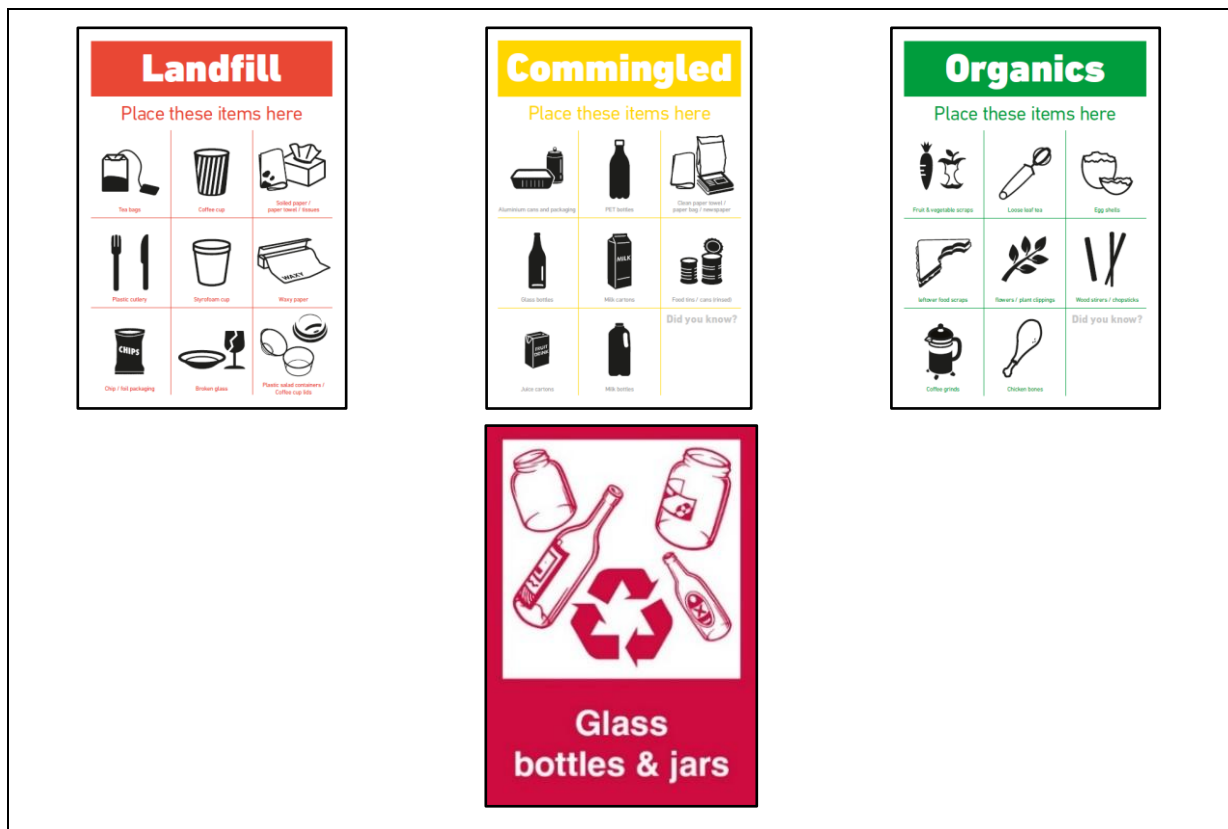 Landfill
Place these items here
Tea bags
Coffee cup
Soiled paper /
paper towel / tissues
Plastic cutlery
Styrofoam cup
WAXY
Waxy paper
CHIPS
Chip / foil packaging
Broken glass
Plastic salad containers /
Coffee cup lids
Commingled
Place these items here
Aluminium cans and packaging
PET bottles
Clean paper towel /
paper bag / newspaper
Glass bottles
MILK
Milk cartons
Food tins / cans (rinsed)
FRUIT
DRINK
Juice cartons
Milk bottles
Did you know?
Organics
Place these items here
Fruit & vegetable scraps
Loose leaf tea
Egg shells
leftover food scraps
flowers / plant clippings
Wood stirers / chopsticks
Coffee grinds
Chicken bones
Did you know?
Glass
bottles & jars